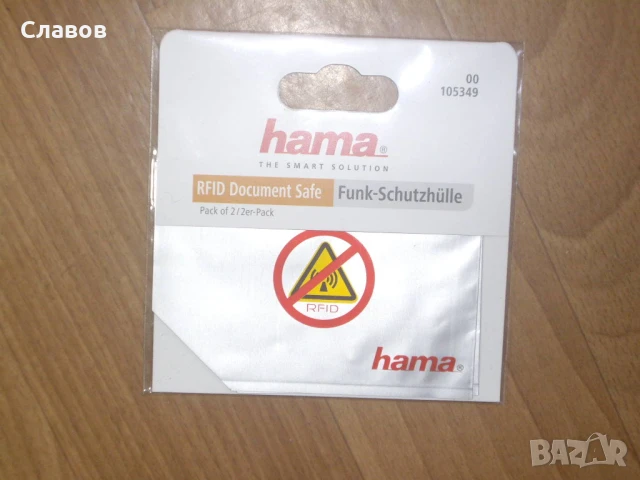 Славов
00
105349
hama®
THE SMART SOLUTION
RFID Document Safe Funk-Schutzhülle
Pack of 2/2er-Pack
RFID
hama®
BAZAR